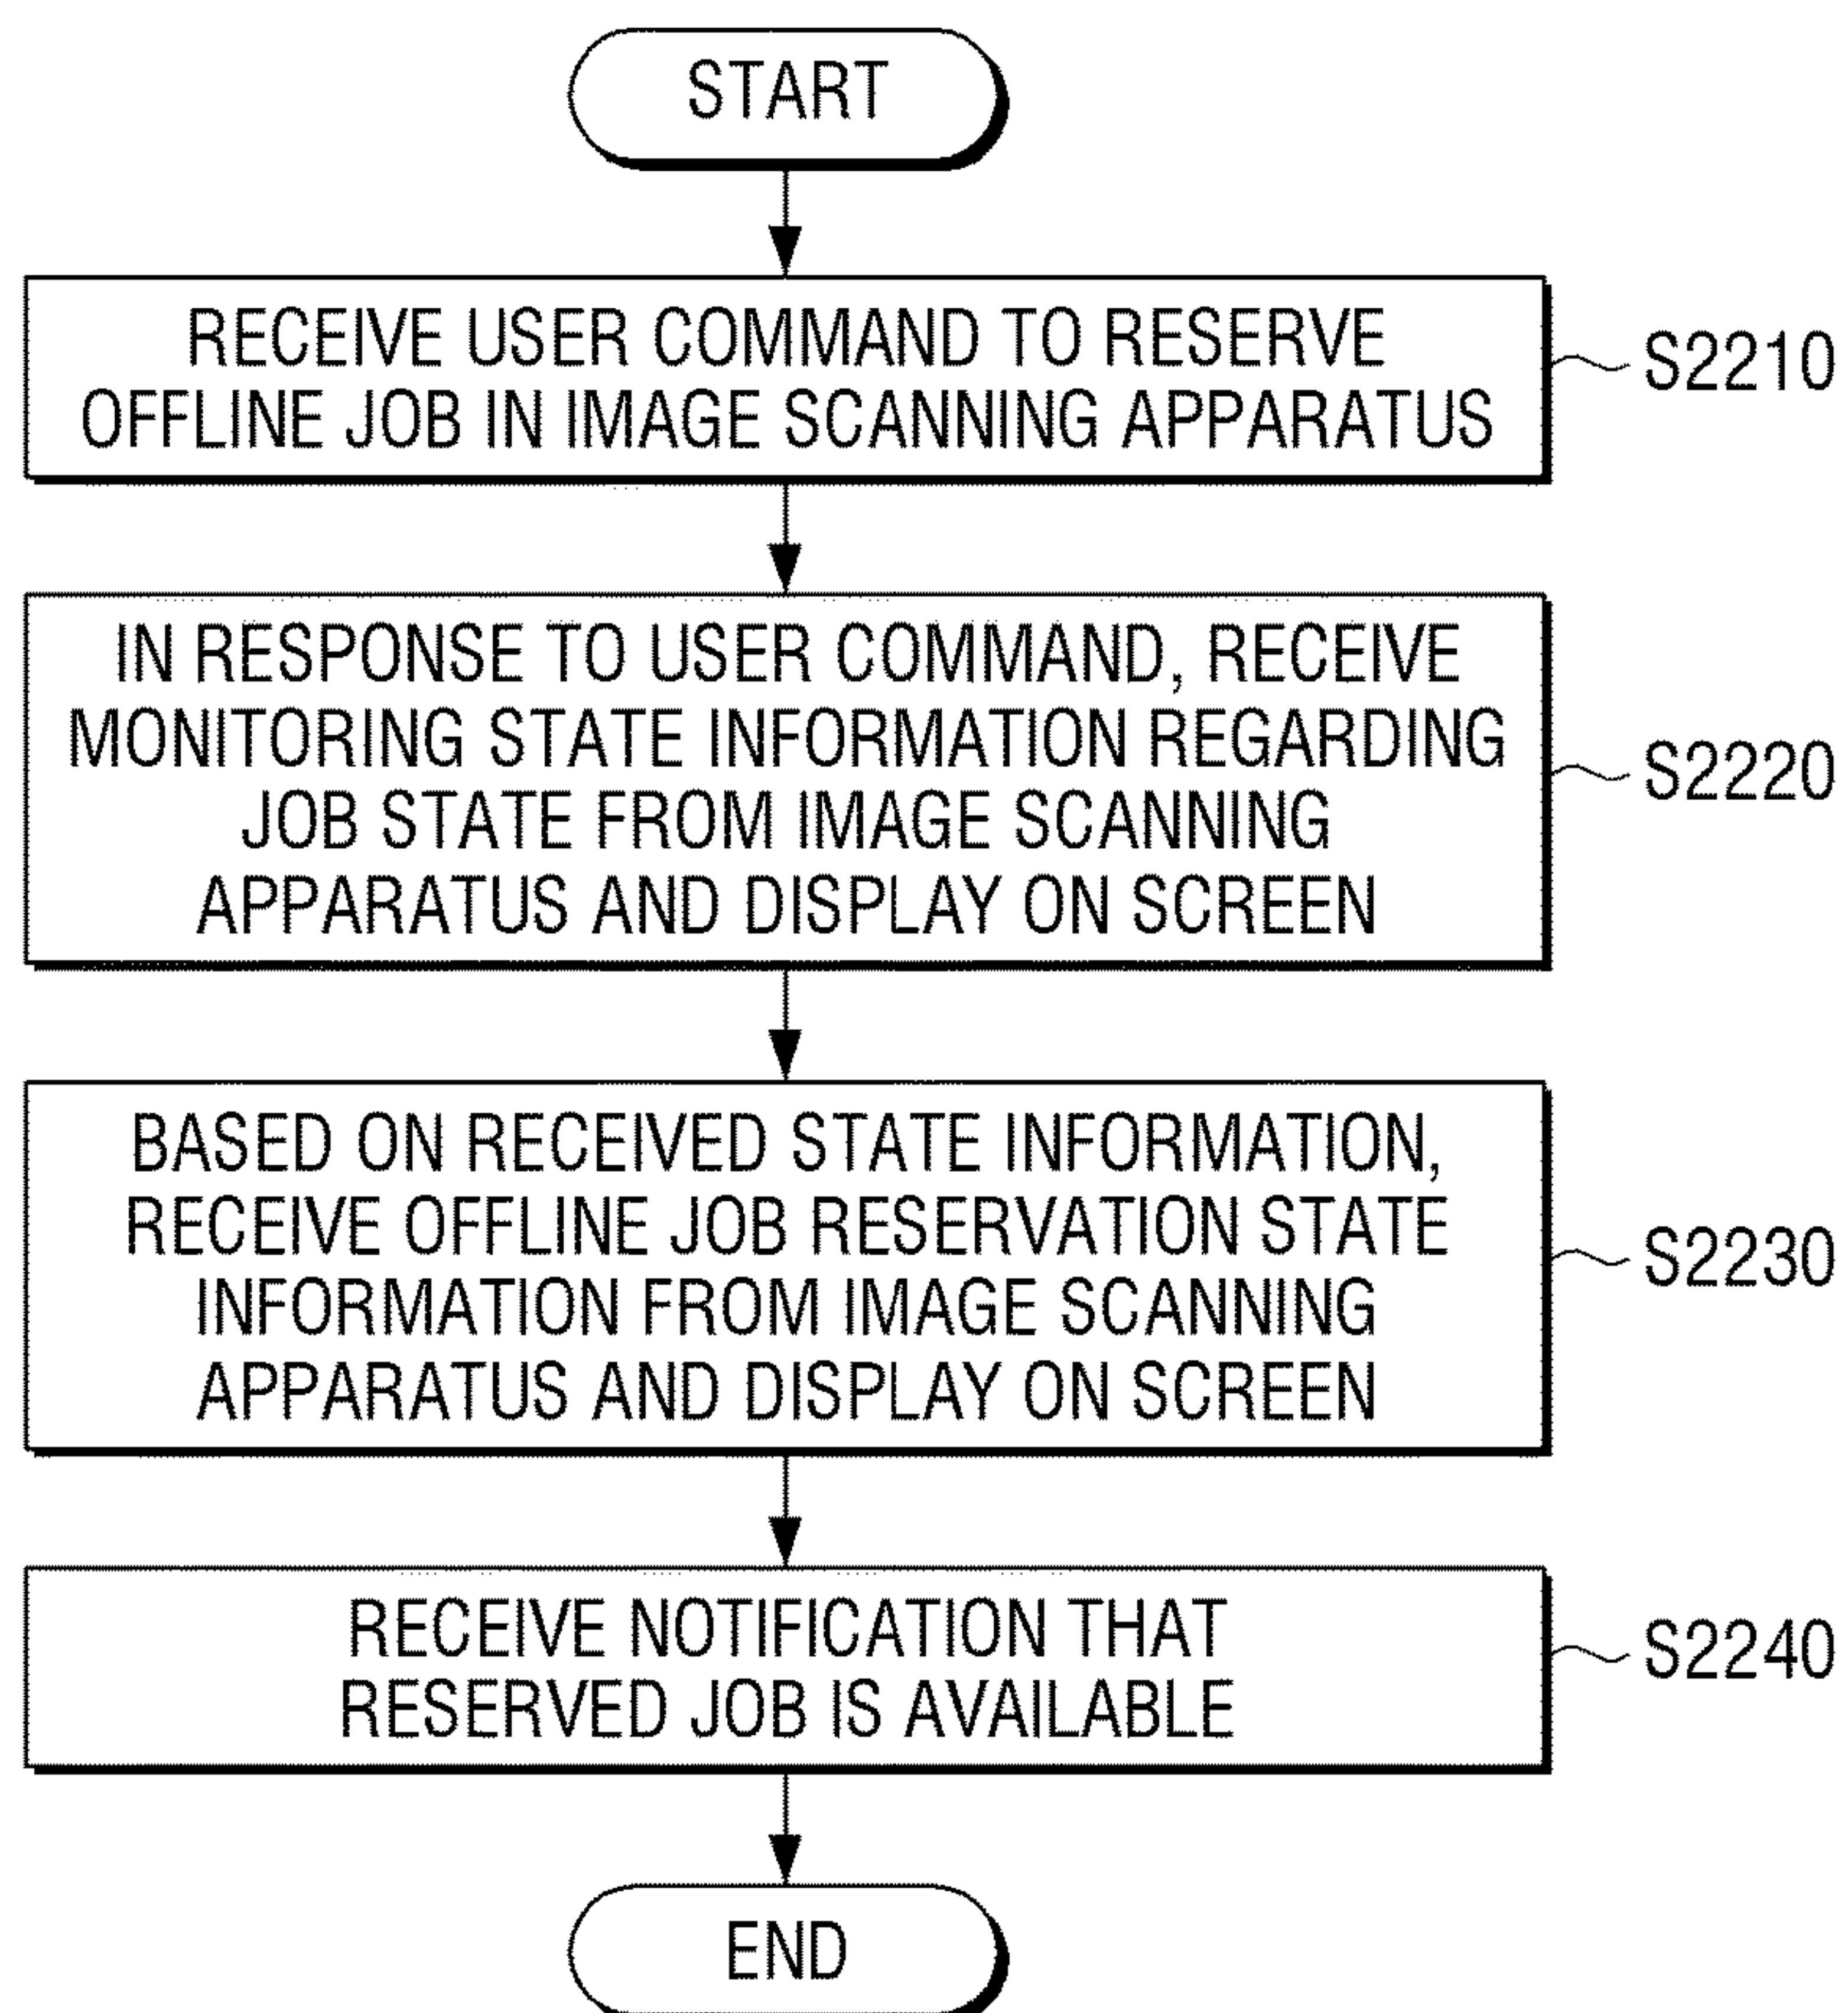 START
RECEIVE USER COMMAND TO RESERVE
OFFLINE JOB IN IMAGE SCANNING APPARATUS
S2210
IN RESPONSE TO USER COMMAND, RECEIVE
MONITORING STATE INFORMATION REGARDING
JOB STATE FROM IMAGE SCANNING
APPARATUS AND DISPLAY ON SCREEN
S2220
BASED ON RECEIVED STATE INFORMATION,
RECEIVE OFFLINE JOB RESERVATION STATE
INFORMATION FROM IMAGE SCANNING
APPARATUS AND DISPLAY ON SCREEN
S2230
RECEIVE NOTIFICATION THAT
RESERVED JOB IS AVAILABLE
S2240
END